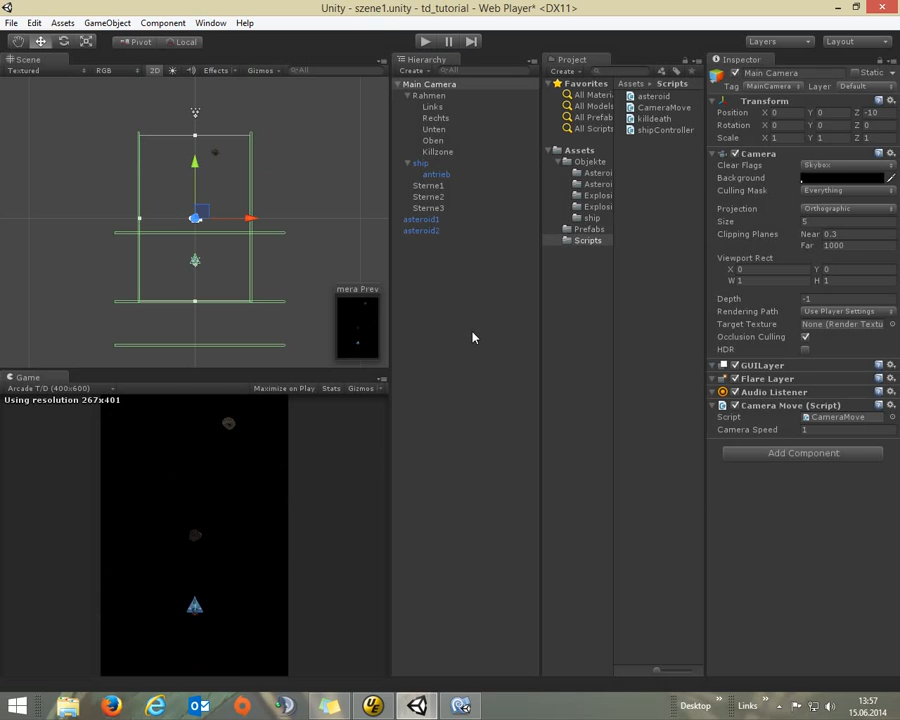 Unity - szene1.unity - td_tutorial - Web Player* <DX11>
File Edit Assets GameObject Component Window Help
Pivot Local Layers Layout
Scene
Textured RGB 2D Effects Gizmos All
mera Prev
Game
Arcade T/D (400x600) Maximize on Play Stats Gizmos
Using resolution 267x401
Hierarchy
Create All
Main Camera
Rahmen
Links
Rechts
Unten
Oben
Killzone
ship
antrieb
Sterne1
Sterne2
Sterne3
asteroid1
asteroid2
Project
Create
Favorites
All Materi
All Models
All Prefab
All Scripts
Assets
Objekte
Asteroi
Asteroi
Explosi
Explosi
ship
Prefabs
Scripts
Assets Scripts
asteroid
CameraMove
killdeath
shipController
Inspector
Main Camera Static
Tag MainCamera Layer Default
Transform
Position X 0 Y 0 Z -10
Rotation X 0 Y 0 Z 0
Scale X 1 Y 1 Z 1
Camera
Clear Flags Skybox
Background
Culling Mask Everything
Projection Orthographic
Size 5
Clipping Planes Near 0.3
Far 1000
Viewport Rect
X 0 Y 0
W 1 H 1
Depth -1
Rendering Path Use Player Settings
Target Texture None (Render Textu
Occlusion Culling
HDR
GUILayer
Flare Layer
Audio Listener
Camera Move (Script)
Script CameraMove
Camera Speed 1
Add Component
Desktop Links 13:57
15.06.2014